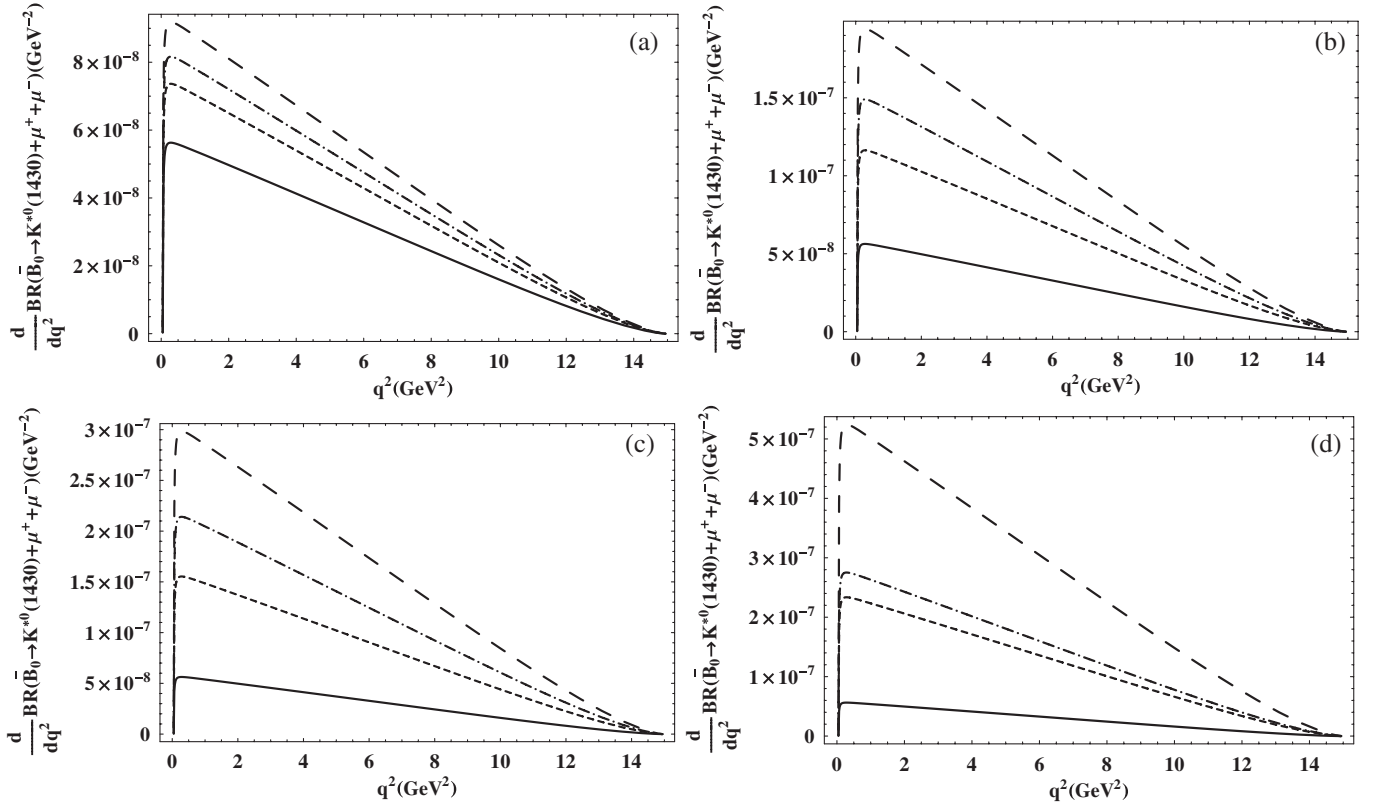 (a)
d/dq² BR(B̄₀→K*⁰(1430)+μ⁺+μ⁻)(GeV⁻²)
8×10⁻⁸
6×10⁻⁸
4×10⁻⁸
2×10⁻⁸
0
0 2 4 6 8 10 12 14
q²(GeV²)
(b)
d/dq² BR(B̄₀→K*⁰(1430)+μ⁺+μ⁻)(GeV⁻²)
1.5×10⁻⁷
1×10⁻⁷
5×10⁻⁸
0
0 2 4 6 8 10 12 14
q²(GeV²)
(c)
d/dq² BR(B̄₀→K*⁰(1430)+μ⁺+μ⁻)(GeV⁻²)
3×10⁻⁷
2.5×10⁻⁷
2×10⁻⁷
1.5×10⁻⁷
1×10⁻⁷
5×10⁻⁸
0
0 2 4 6 8 10 12 14
q²(GeV²)
(d)
d/dq² BR(B̄₀→K*⁰(1430)+μ⁺+μ⁻)(GeV⁻²)
5×10⁻⁷
4×10⁻⁷
3×10⁻⁷
2×10⁻⁷
1×10⁻⁷
0
0 2 4 6 8 10 12 14
q²(GeV²)